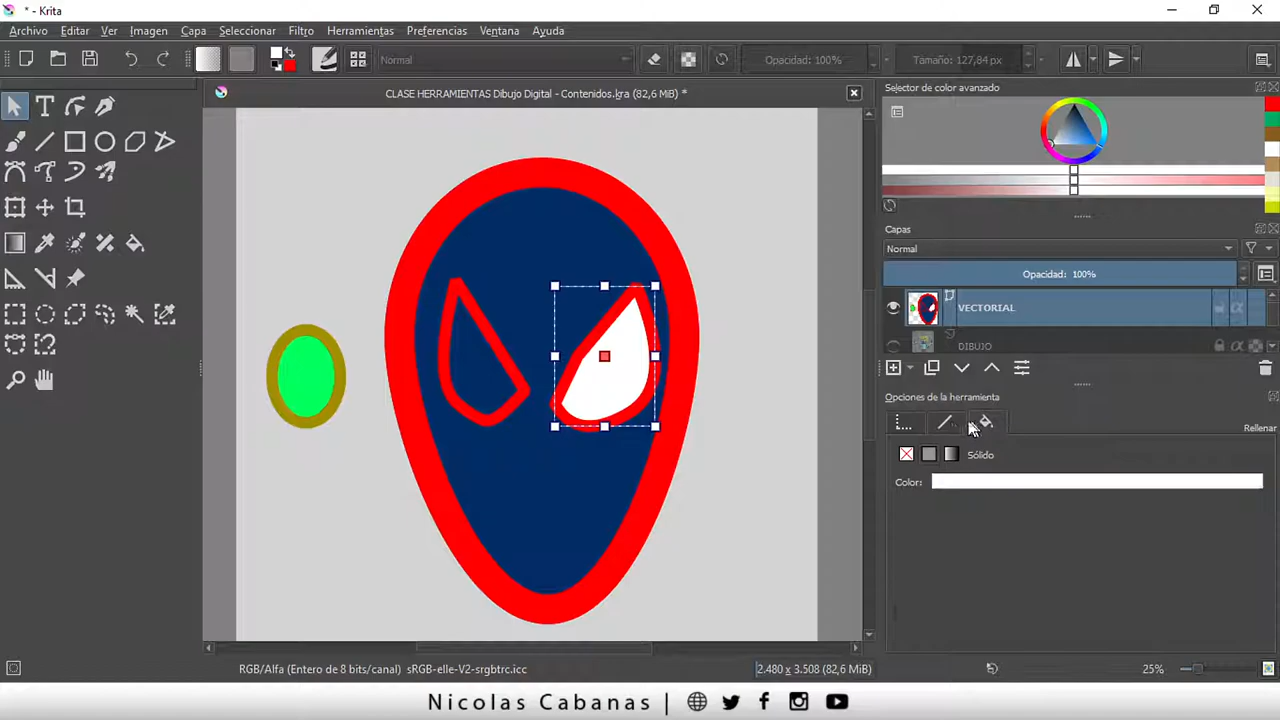 * - Krita
Archivo Editar Ver Imagen Capa Seleccionar Filtro Herramientas Preferencias Ventana Ayuda
Normal Opacidad: 100% Tamaño: 127,84 px
CLASE HERRAMIENTAS Dibujo Digital - Contenidos.kra (82,6 MiB) *
Selector de color avanzado
Capas
Normal
Opacidad: 100%
VECTORIAL
DIBUJO
Opciones de la herramienta
Rellenar
Sólido
Color:
RGB/Alfa (Entero de 8 bits/canal) sRGB-elle-V2-srgbtrc.icc 2.480 x 3.508 (82,6 MiB) 25%
Nicolas Cabanas |